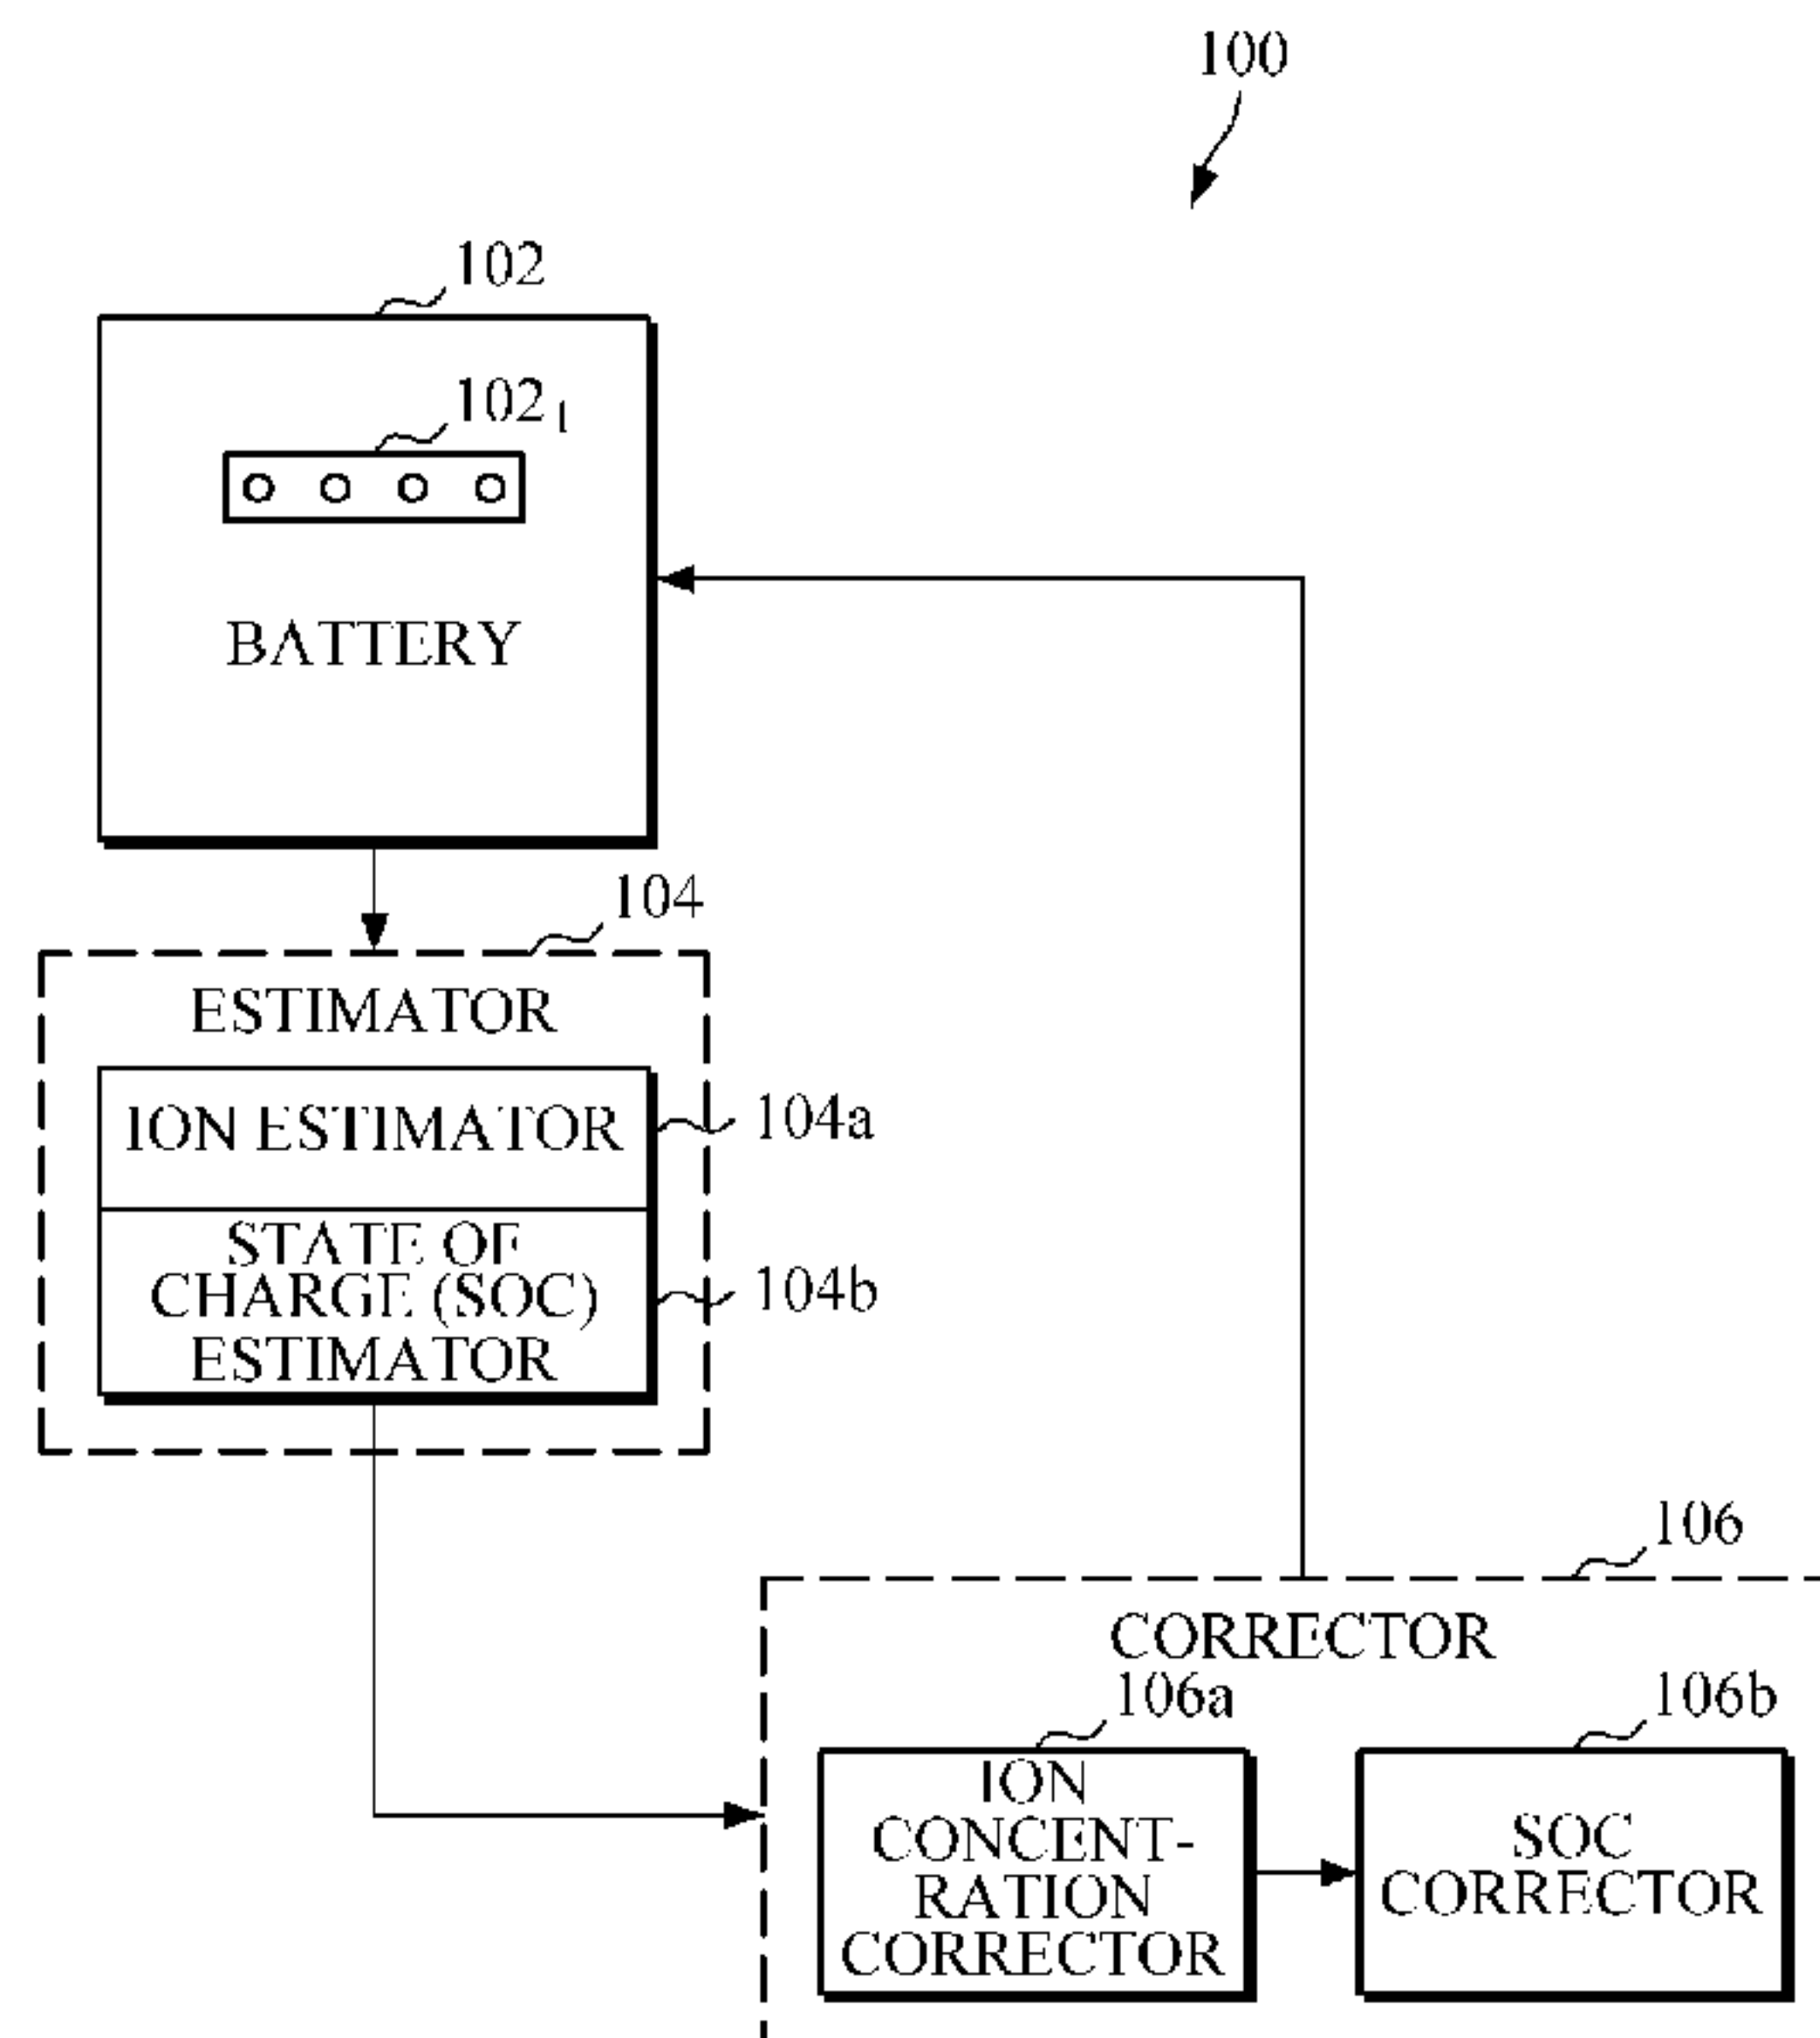 100
102
102₁
BATTERY
104
ESTIMATOR
ION ESTIMATOR
104a
STATE OF
CHARGE (SOC)
ESTIMATOR
104b
106
CORRECTOR
106a
106b
ION
CONCENT-
RATION
CORRECTOR
SOC
CORRECTOR